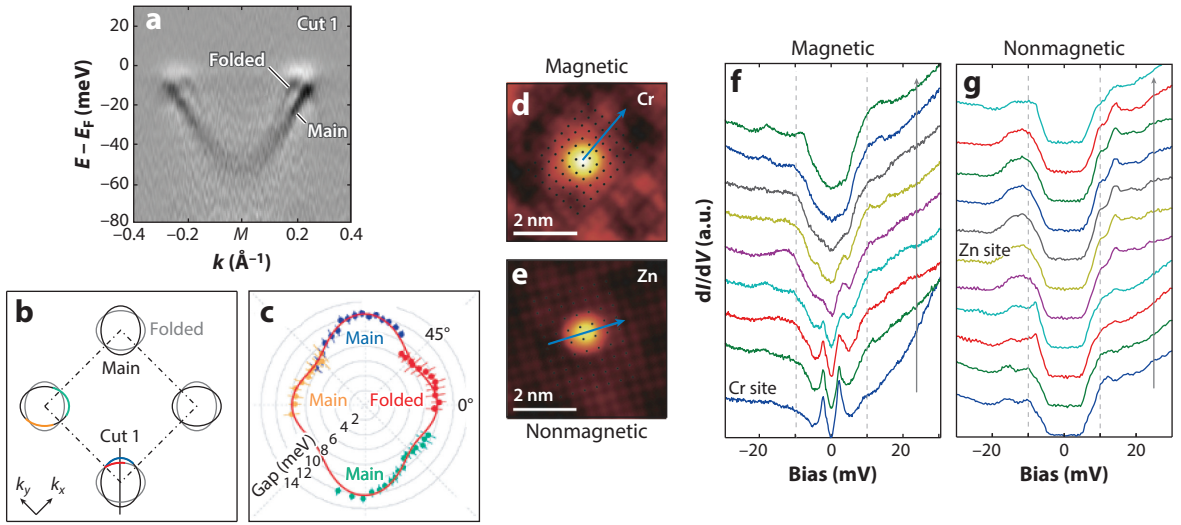 a
Cut 1
Folded
Main
20
0
−20
−40
−60
−80
E – EF (meV)
−0.4
−0.2
M
0.2
0.4
k (Å−1)
b
Folded
Main
Cut 1
ky
kx
c
45°
Main
Main
Folded
0°
Main
2
4
6
8
10
12
14
Gap (meV)
Magnetic
d
Cr
2 nm
e
Zn
2 nm
Nonmagnetic
Magnetic
f
Cr site
dI/dV (a.u.)
−20
0
20
Bias (mV)
Nonmagnetic
g
Zn site
−20
0
20
Bias (mV)